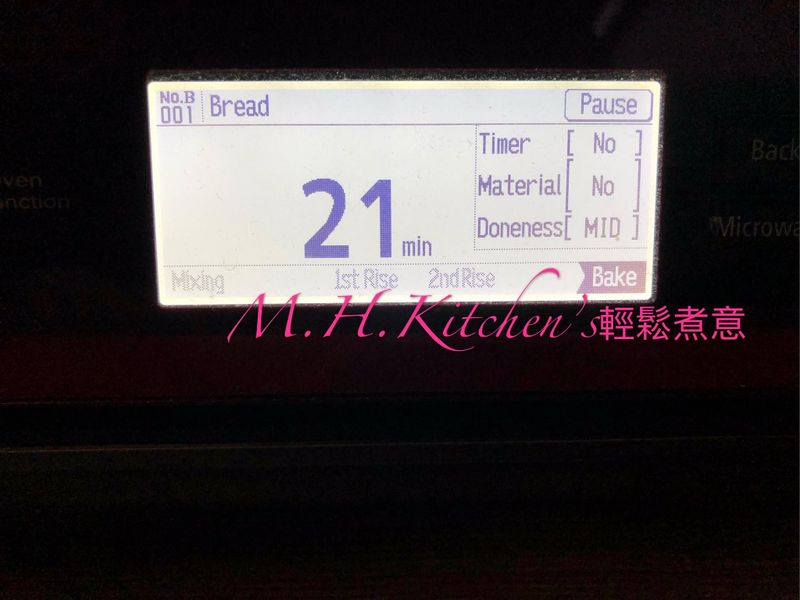 No.B
001
Bread
Pause
Timer [ No ]
Material [ No ]
21 min
Doneness [ MID ]
Mixing 1st Rise 2nd Rise Bake
M.H.Kitchen's輕鬆煮意
Back
Microwa
ven
nction